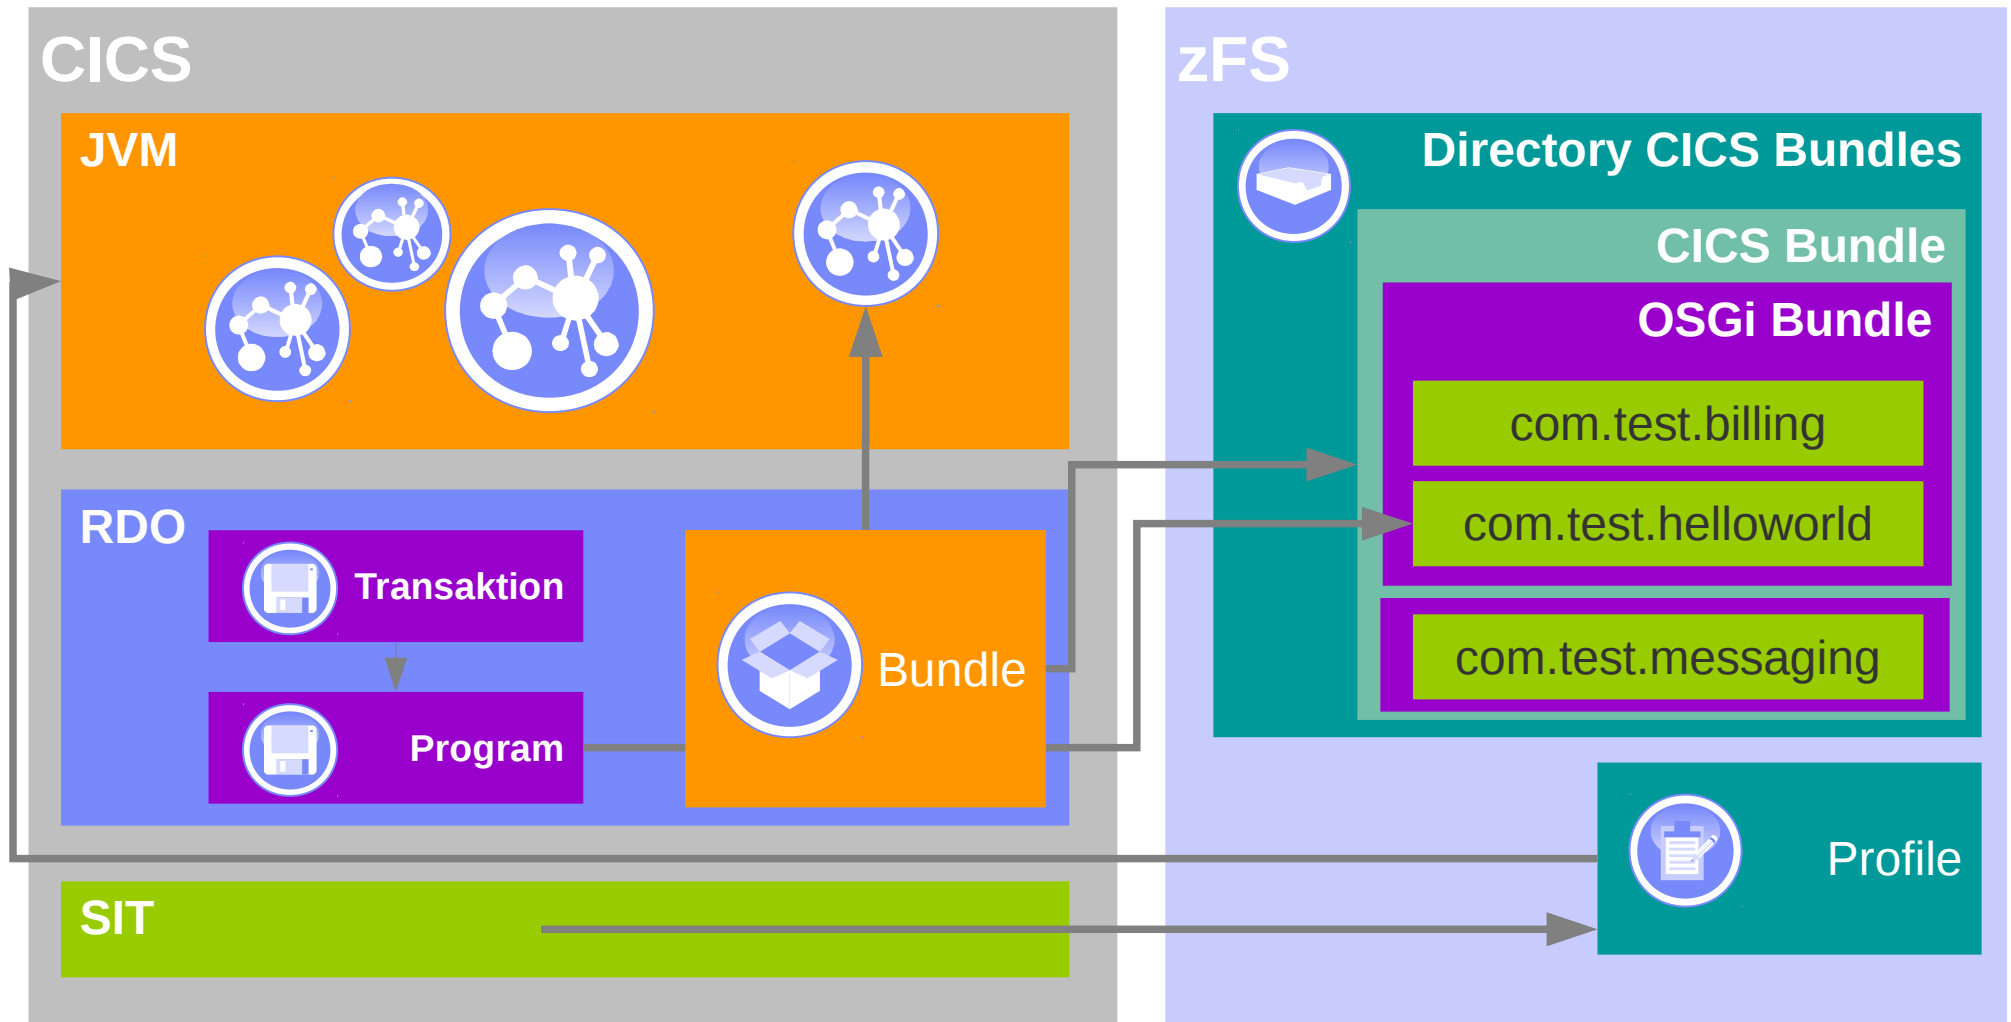 CICS
JVM
RDO
Transaktion
Program
Bundle
SIT
zFS
Directory CICS Bundles
CICS Bundle
OSGi Bundle
com.test.billing
com.test.helloworld
com.test.messaging
Profile